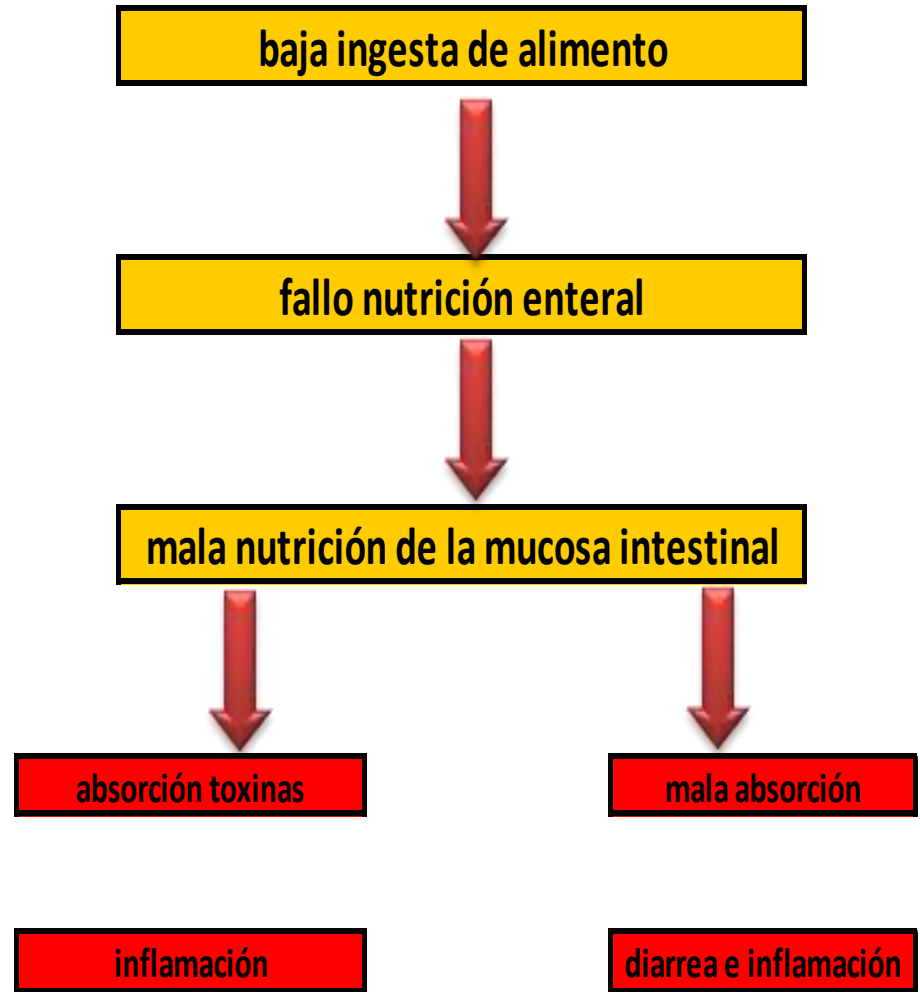 baja ingesta de alimento
fallo nutrición enteral
mala nutrición de la mucosa intestinal
absorción toxinas
mala absorción
inflamación
diarrea e inflamación